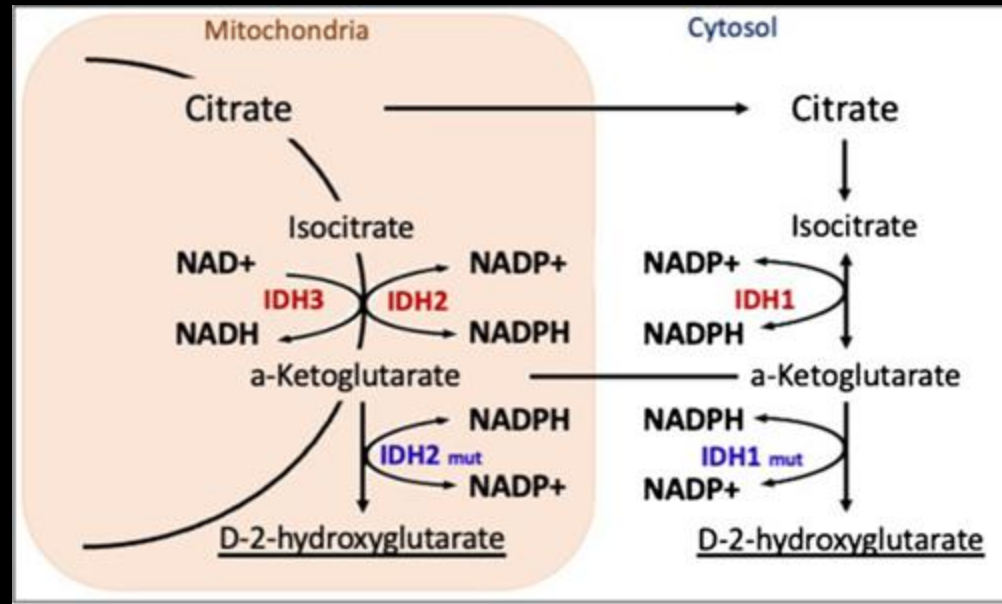 Mitochondria
Cytosol
Citrate
Citrate
Isocitrate
Isocitrate
NAD+
NADP+
NADP+
IDH3
IDH2
IDH1
NADH
NADPH
NADPH
a-Ketoglutarate
a-Ketoglutarate
NADPH
NADPH
IDH2 mut
IDH1 mut
NADP+
NADP+
D-2-hydroxyglutarate
D-2-hydroxyglutarate